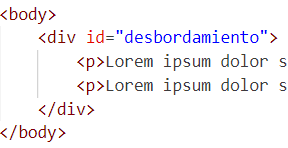 <body>
<div id="desbordamiento">
<p>Lorem ipsum dolor s
<p>Lorem ipsum dolor s
</div>
</body>